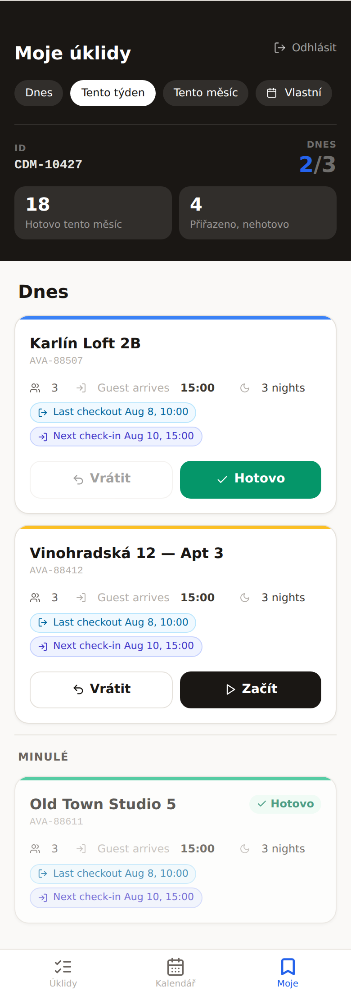 Moje úklidy
Odhlásit
Dnes
Tento týden
Tento měsíc
Vlastní
ID
CDM-10427
DNES
2/3
18
Hotovo tento měsíc
4
Přiřazeno, nehotovo
Dnes
Karlín Loft 2B
AVA-88507
3 Guest arrives 15:00 3 nights
Last checkout Aug 8, 10:00
Next check-in Aug 10, 15:00
Vrátit
Hotovo
Vinohradská 12 — Apt 3
AVA-88412
3 Guest arrives 15:00 3 nights
Last checkout Aug 8, 10:00
Next check-in Aug 10, 15:00
Vrátit
Začít
MINULÉ
Old Town Studio 5
Hotovo
AVA-88611
3 Guest arrives 15:00 3 nights
Last checkout Aug 8, 10:00
Next check-in Aug 10, 15:00
Úklidy
Kalendář
Moje